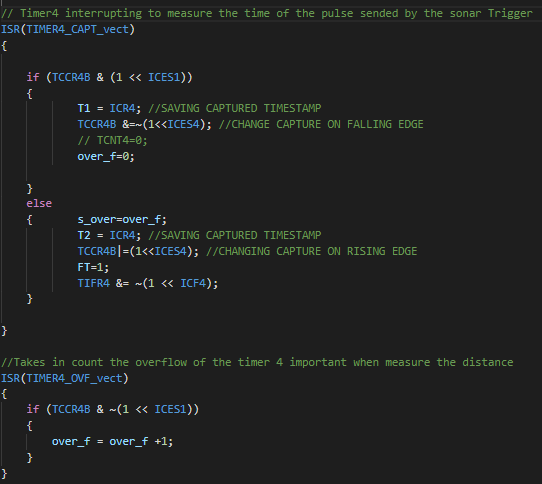 // Timer4 interrupting to measure the time of the pulse sended by the sonar Trigger
ISR(TIMER4_CAPT_vect)
{
if (TCCR4B & (1 << ICES1))
{
T1 = ICR4; //SAVING CAPTURED TIMESTAMP
TCCR4B &=~(1<<ICES4); //CHANGE CAPTURE ON FALLING EDGE
// TCNT4=0;
over_f=0;
}
else
{ s_over=over_f;
T2 = ICR4; //SAVING CAPTURED TIMESTAMP
TCCR4B|=(1<<ICES4); //CHANGING CAPTURE ON RISING EDGE
FT=1;
TIFR4 &= ~(1 << ICF4);
}
}
//Takes in count the overflow of the timer 4 important when measure the distance
ISR(TIMER4_OVF_vect)
{
if (TCCR4B & ~(1 << ICES1))
{
over_f = over_f +1;
}
}